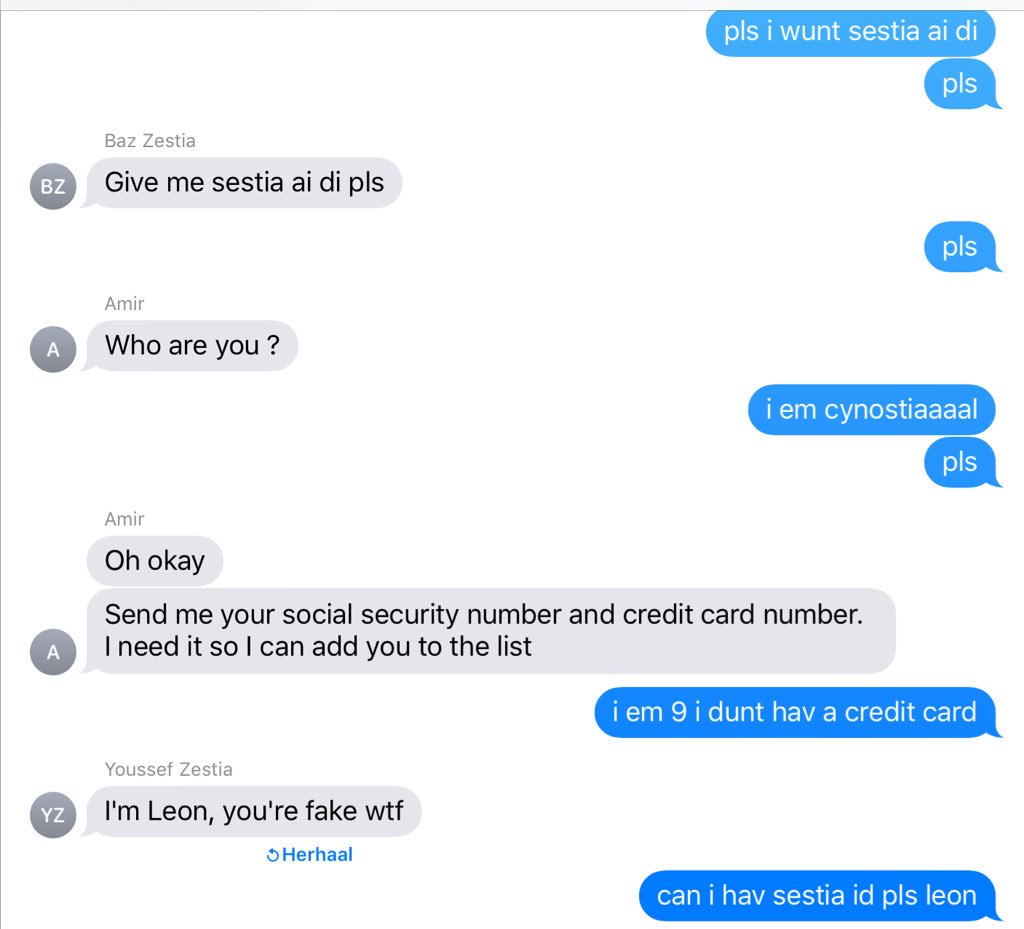 pls i wunt sestia ai di
pls
Baz Zestia
BZ
Give me sestia ai di pls
pls
Amir
A
Who are you ?
i em cynostiaaaal
pls
Amir
Oh okay
Send me your social security number and credit card number.
I need it so I can add you to the list
A
i em 9 i dunt hav a credit card
Youssef Zestia
YZ
I'm Leon, you're fake wtf
Herhaal
can i hav sestia id pls leon